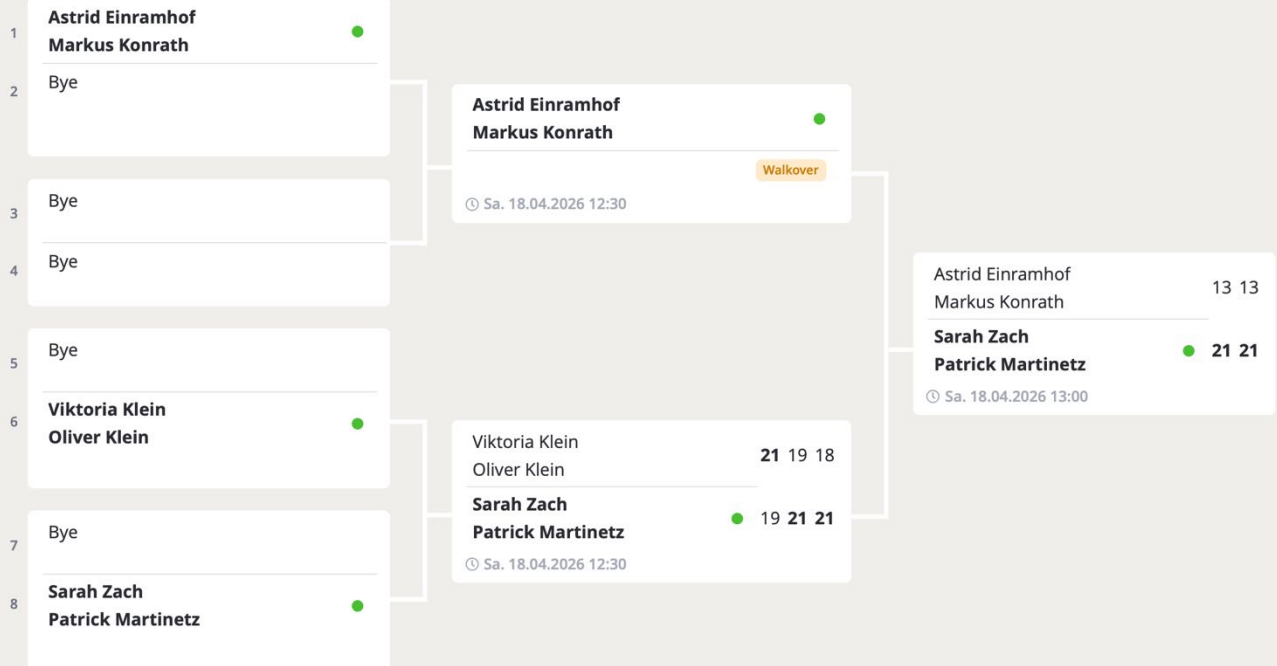 1
Astrid Einramhof
Markus Konrath
2
Bye
3
Bye
4
Bye
5
Bye
6
Viktoria Klein
Oliver Klein
7
Bye
8
Sarah Zach
Patrick Martinetz
Astrid Einramhof
Markus Konrath
Walkover
Sa. 18.04.2026 12:30
Viktoria Klein
Oliver Klein
21 19 18
Sarah Zach
Patrick Martinetz
19 21 21
Sa. 18.04.2026 12:30
Astrid Einramhof
Markus Konrath
13 13
Sarah Zach
Patrick Martinetz
21 21
Sa. 18.04.2026 13:00